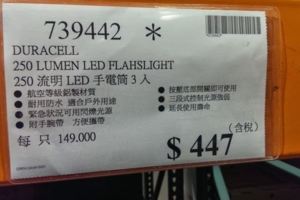 739442 *
DURACELL
250 LUMEN LED FLAHSLIGHT
250 流明 LED 手電筒 3 入
● 航空等級鋁製材質
● 耐用防水 適合戶外用途
● 緊急狀況可用閃爍光源
● 附手腕帶 方便攜帶
● 按壓底部開關即可使用
● 三段式控制光源強弱
● 延長使用壽命
每 只 149.000
$ 447 (含稅)